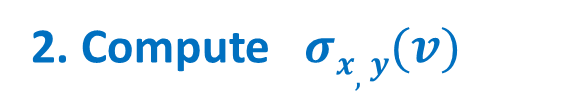 2. Compute σₓ,ᵧ(v)